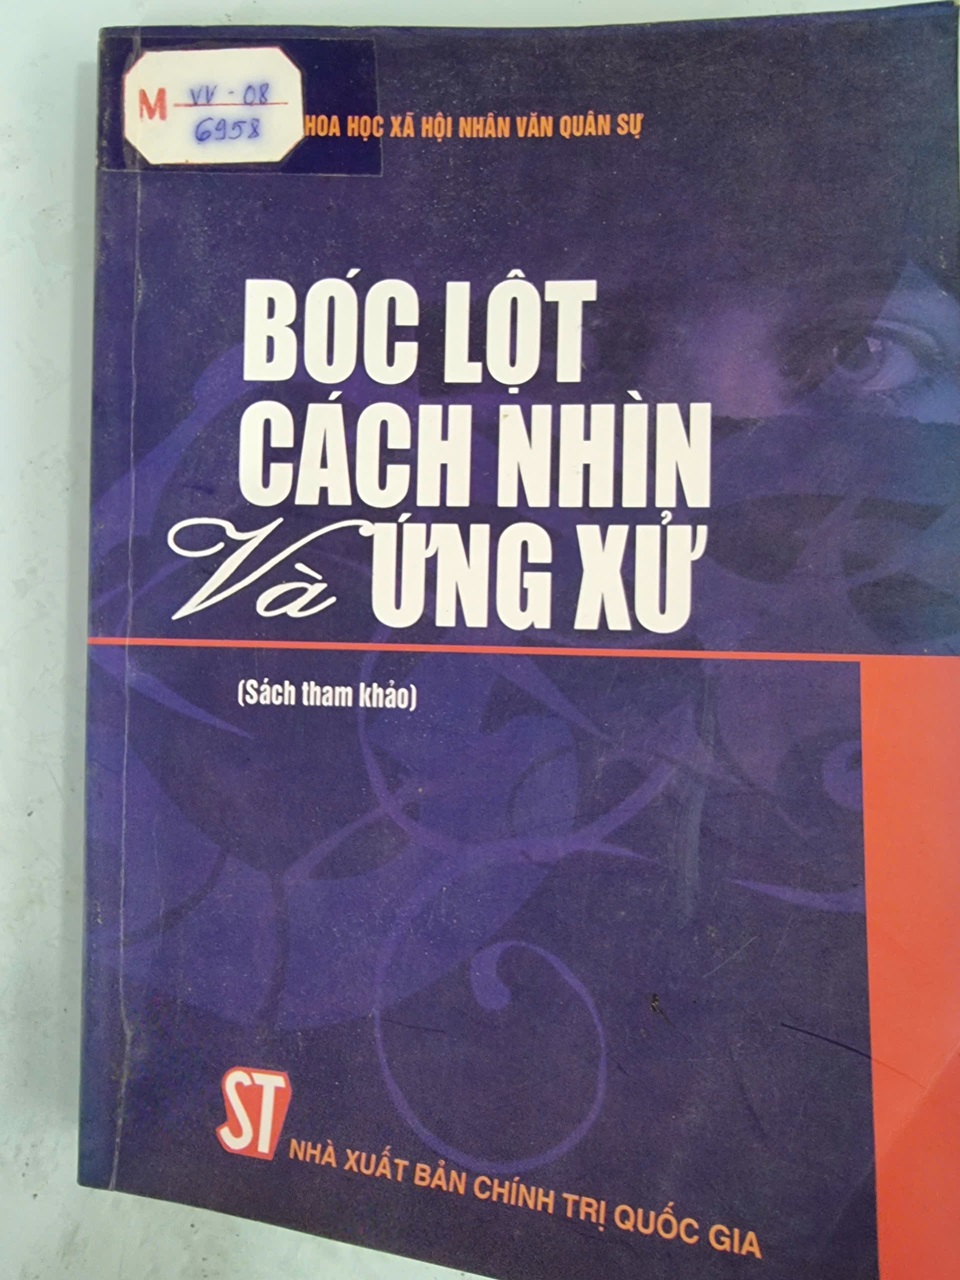 M VV - 08
6958
HOA HỌC XÃ HỘI NHÂN VĂN QUÂN SỰ
BÓC LỘT
CÁCH NHÌN
Và ỨNG XỬ
(Sách tham khảo)
ST
NHÀ XUẤT BẢN CHÍNH TRỊ QUỐC GIA